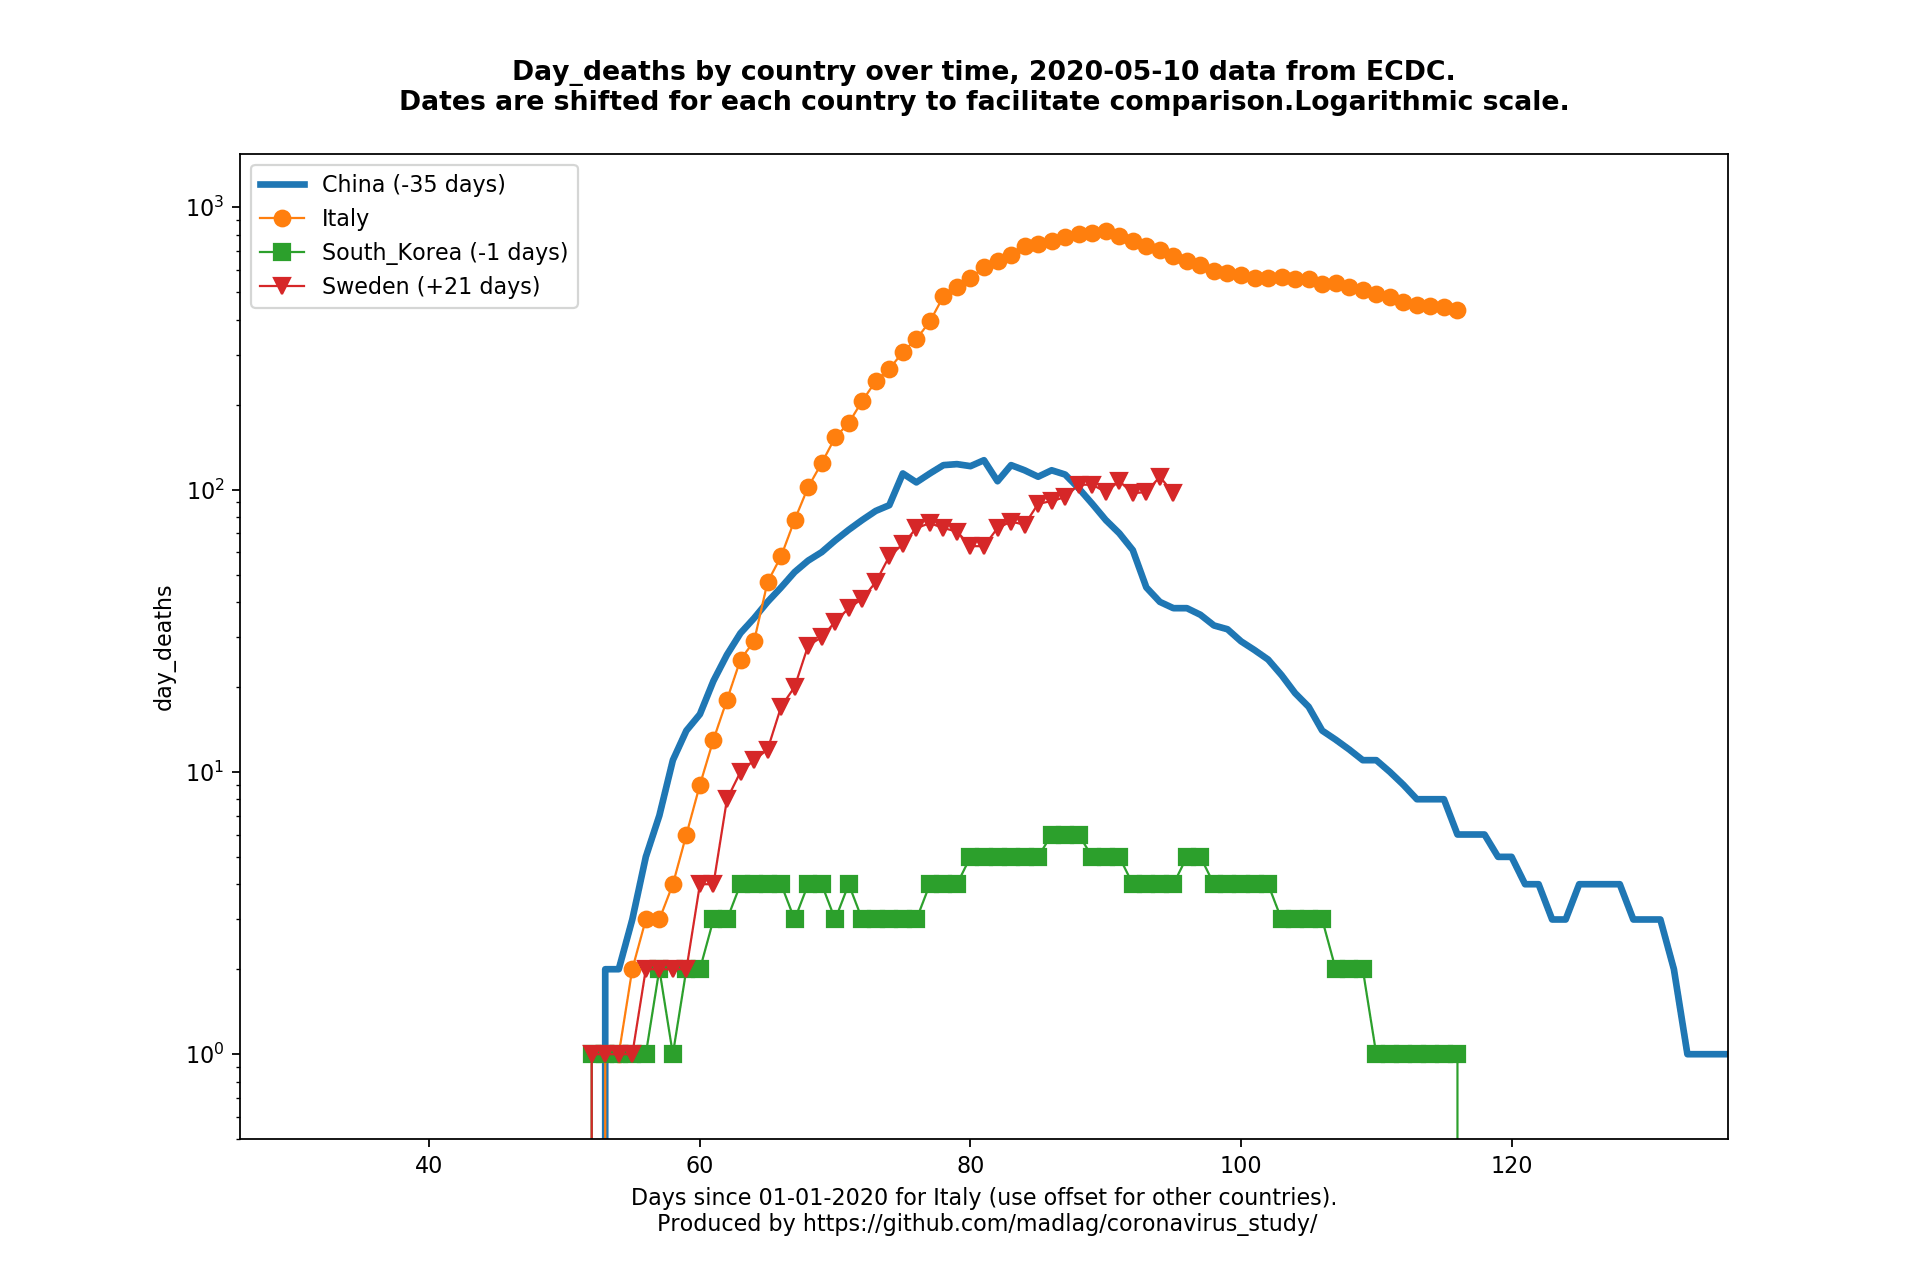 Day_deaths by country over time, 2020-05-10 data from ECDC.
Dates are shifted for each country to facilitate comparison.Logarithmic scale.
China (-35 days)
Italy
South_Korea (-1 days)
Sweden (+21 days)
10³
10²
10¹
10⁰
day_deaths
40 60 80 100 120
Days since 01-01-2020 for Italy (use offset for other countries).
Produced by https://github.com/madlag/coronavirus_study/